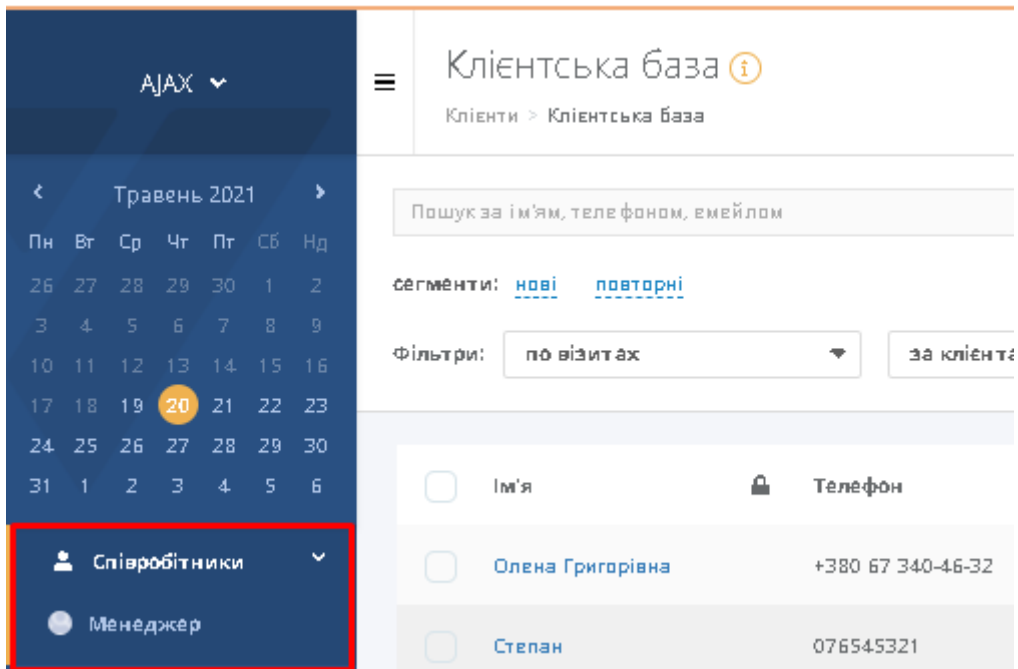 AJAX
Клієнтська база
Клієнти > Клієнтська база
Травень 2021
Пн Вт Ср Чт Пт Сб Нд
26 27 28 29 30 1 2
3 4 5 6 7 8 9
10 11 12 13 14 15 16
17 18 19 20 21 22 23
24 25 26 27 28 29 30
31 1 2 3 4 5 6
Співробітники
Менеджер
Пошук за ім'ям, телефоном, емейлом
сегменти: нові повторні
Фільтри: по візитах за клієнта
Ім'я Телефон
Олена Григорівна +380 67 340-46-32
Степан 076545321